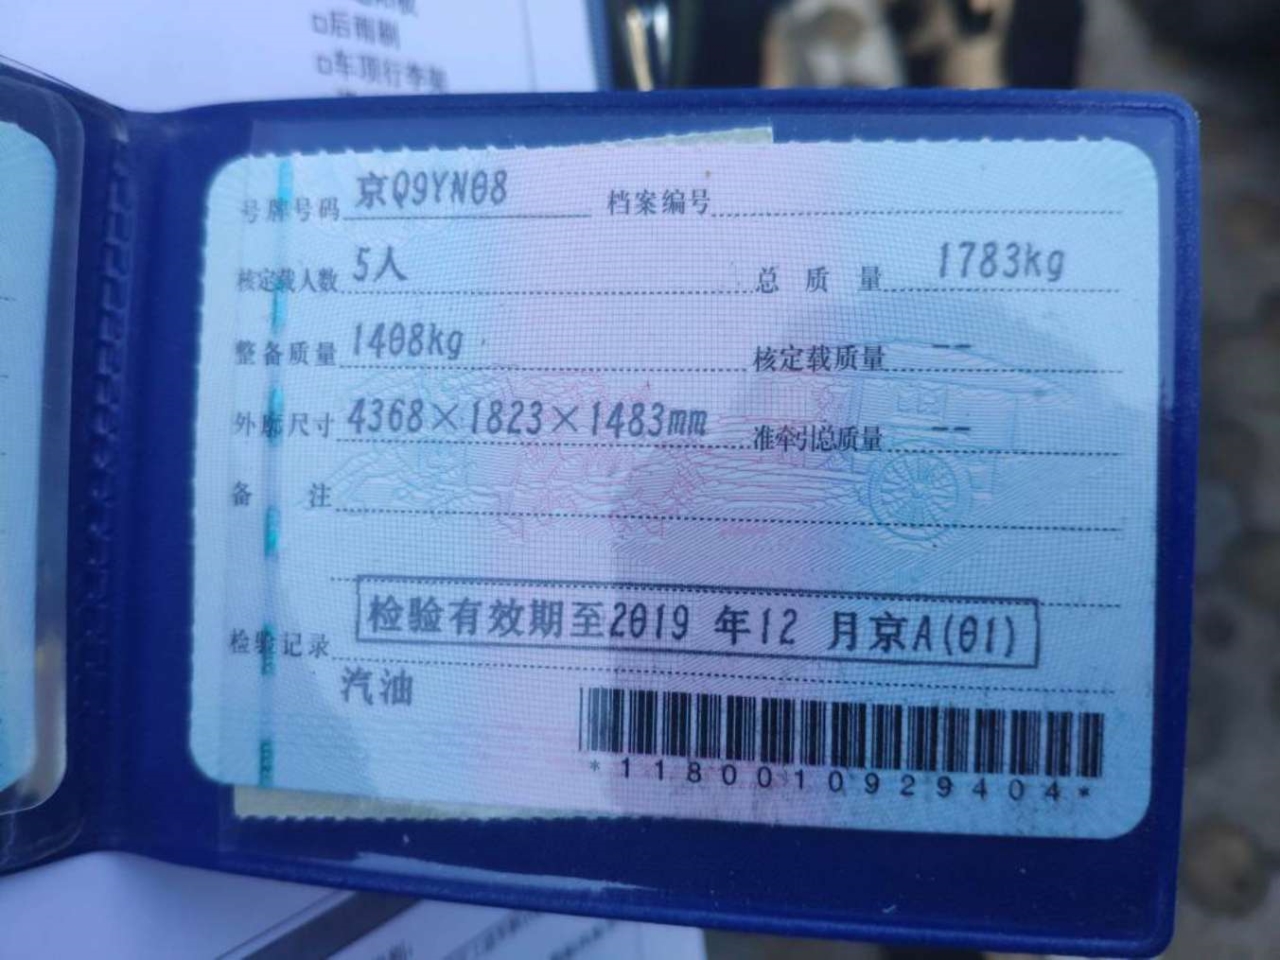 □后雨刷
□车顶行李架
号牌号码 京Q9YN08 档案编号
核定载人数 5人 总质量 1783kg
整备质量 1408kg 核定载质量 --
外廓尺寸 4368×1823×1483mm 准牵引总质量 --
备注
检验记录 检验有效期至2019 年12 月京A(01)
汽油
*1180010929404*